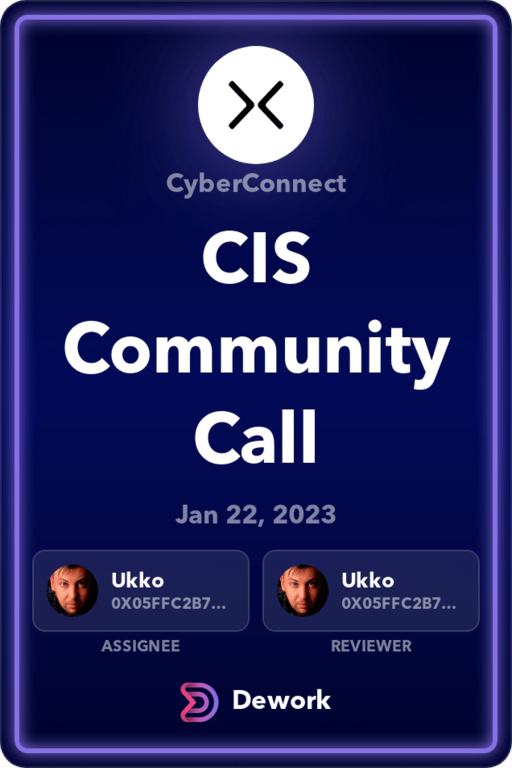 CyberConnect
CIS
Community
Call
Jan 22, 2023
Ukko
0X05FFC2B7...
Ukko
0X05FFC2B7...
ASSIGNEE
REVIEWER
Dework